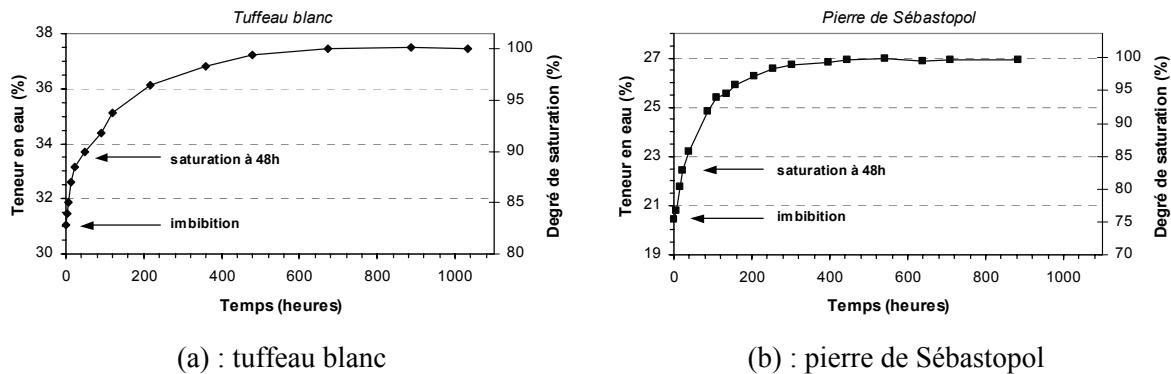 Tuffeau blanc
38
36
34
32
30
Teneur en eau (%)
100
95
90
85
80
Degré de saturation (%)
saturation à 48h
imbibition
0 200 400 600 800 1000
Temps (heures)
(a) : tuffeau blanc
Pierre de Sébastopol
27
25
23
21
19
Teneur en eau (%)
100
95
90
85
80
75
70
Degré de saturation (%)
saturation à 48h
imbibition
0 200 400 600 800 1000
Temps (heures)
(b) : pierre de Sébastopol